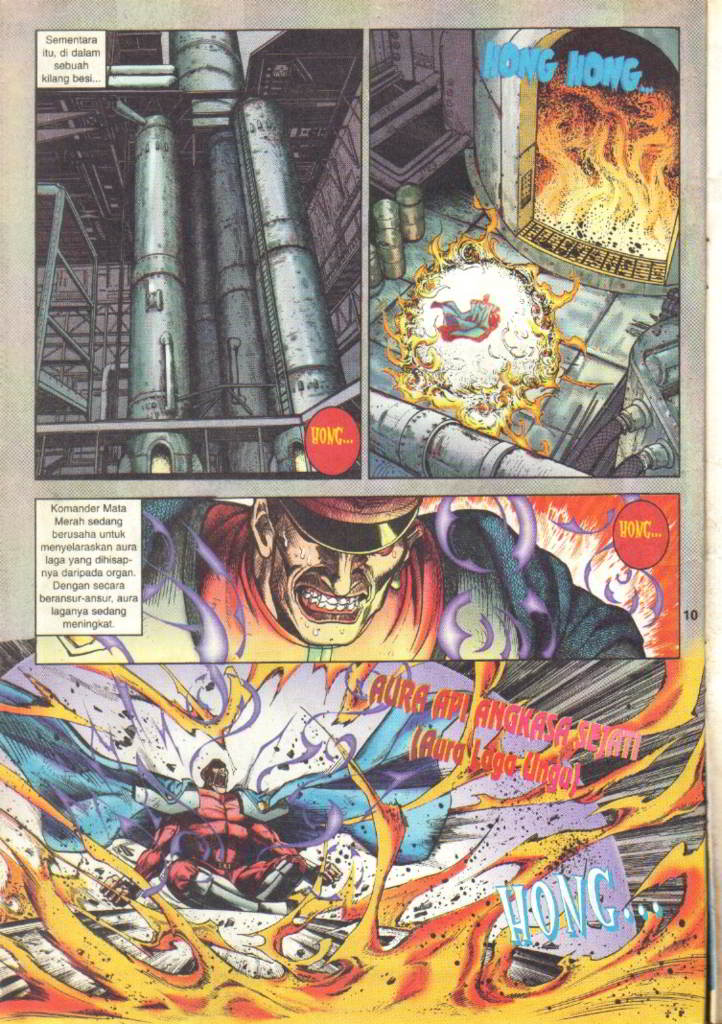 Sementara
itu, di dalam
sebuah
kilang besi...
HONG...
HONG HONG...
Komander Mata
Merah sedang
berusaha untuk
menyelaraskan aura
laga yang dihisap-
nya daripada organ.
Dengan secara
beransur-ansur, aura
laganya sedang
meningkat.
HONG...
10
AURA API ANGKASA SEJATI
(Aura Laga Ungu)
HONG...